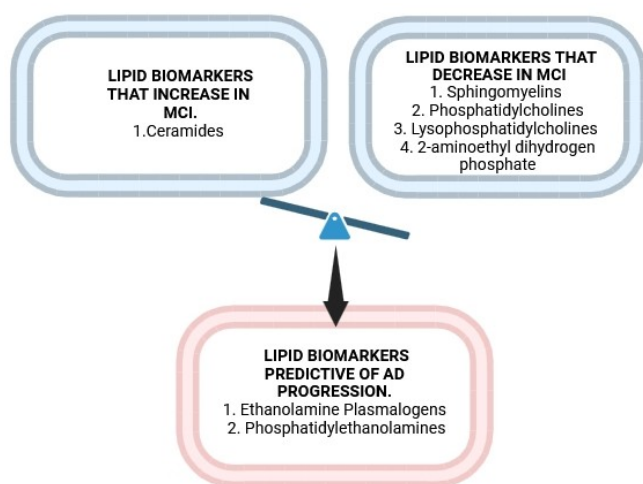 LIPID BIOMARKERS
THAT INCREASE IN
MCI.
1.Ceramides
LIPID BIOMARKERS THAT
DECREASE IN MCI
1. Sphingomyelins
2. Phosphatidylcholines
3. Lysophosphatidylcholines
4. 2-aminoethyl dihydrogen
phosphate
LIPID BIOMARKERS
PREDICTIVE OF AD
PROGRESSION.
1. Ethanolamine Plasmalogens
2. Phosphatidylethanolamines